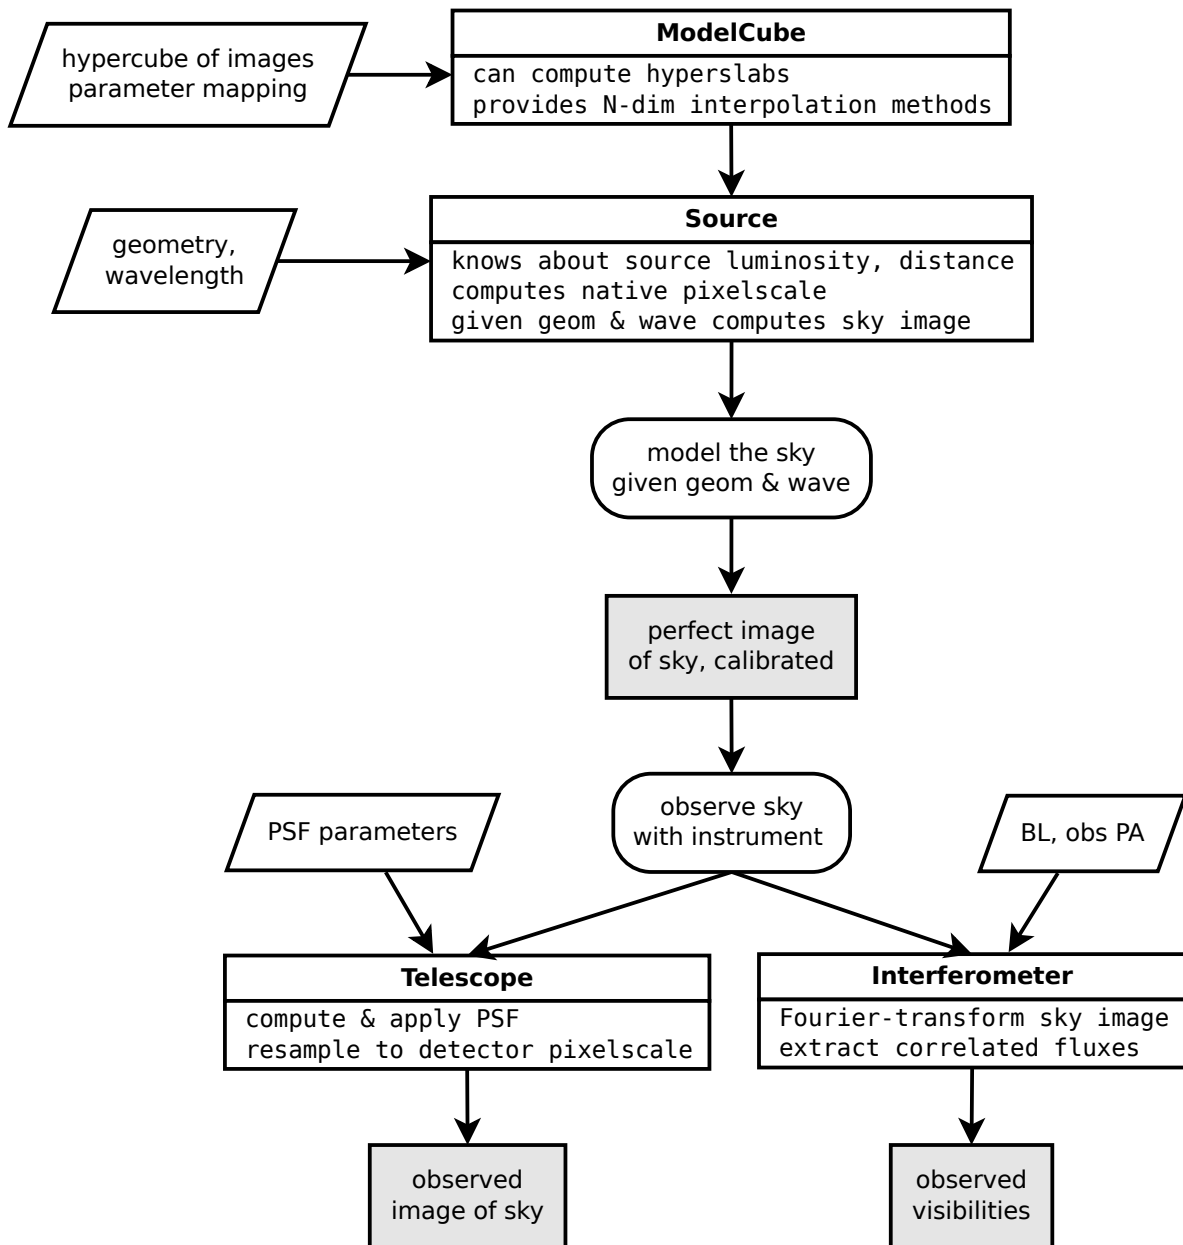 ModelCube
hypercube of images
parameter mapping
can compute hyperslabs
provides N-dim interpolation methods
Source
geometry,
wavelength
knows about source luminosity, distance
computes native pixelscale
given geom & wave computes sky image
model the sky
given geom & wave
perfect image
of sky, calibrated
PSF parameters
observe sky
with instrument
BL, obs PA
Telescope
compute & apply PSF
resample to detector pixelscale
Interferometer
Fourier-transform sky image
extract correlated fluxes
observed
image of sky
observed
visibilities